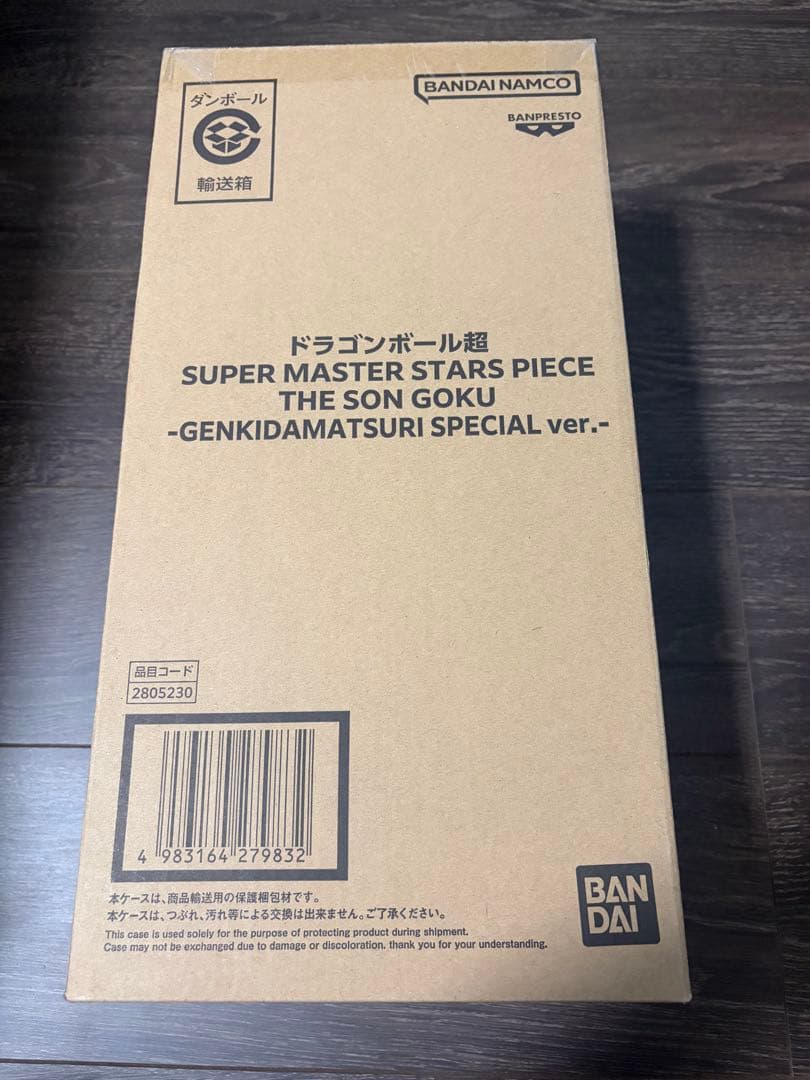 ダンボール
輸送箱
BANDAI NAMCO
BANPRESTO
ドラゴンボール超
SUPER MASTER STARS PIECE
THE SON GOKU
-GENKIDAMATSURI SPECIAL ver.-
品目コード
2805230
4 983164 279832
本ケースは、商品輸送用の保護梱包材です。
本ケースは、つぶれ、汚れ等による交換は出来ません。ご了承ください。
This case is used solely for the purpose of protecting product during shipment.
Case may not be exchanged due to damage or discoloration. thank you for your understanding.
BAN
DAI